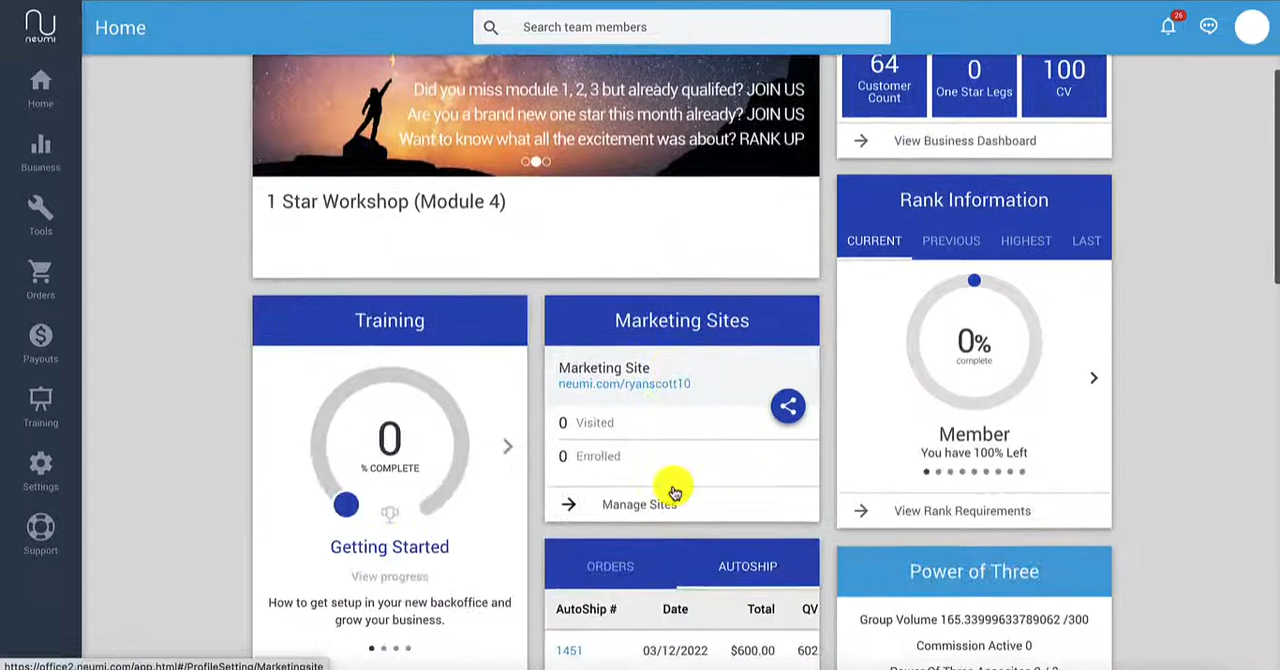 neumi
Home
Search team members
26
Home
Business
Tools
Orders
Payouts
Training
Settings
Support
Did you miss module 1, 2, 3 but already qualifed? JOIN US
Are you a brand new one star this month already? JOIN US
Want to know what all the excitement was about? RANK UP
1 Star Workshop (Module 4)
64
Customer
Count
0
One Star Legs
100
CV
View Business Dashboard
Training
0
% COMPLETE
Getting Started
View progress
How to get setup in your new backoffice and
grow your business.
Marketing Sites
Marketing Site
neumi.com/ryanscott10
0 Visited
0 Enrolled
Manage Sites
ORDERS AUTOSHIP
AutoShip # Date Total QV
1451 03/12/2022 $600.00 602
Rank Information
CURRENT PREVIOUS HIGHEST LAST
0%
complete
Member
You have 100% Left
View Rank Requirements
Power of Three
Group Volume 165.33999633789062 /300
Commission Active 0
https://office2.neumi.com/app.html#/ProfileSetting/Marketingsite